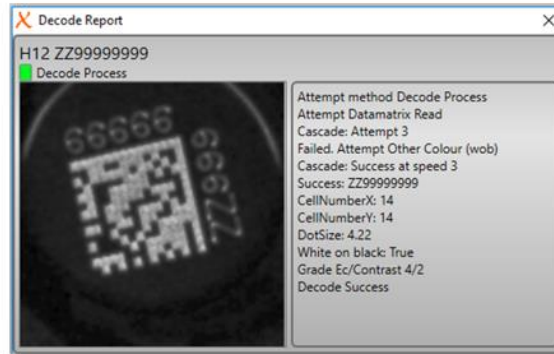 Decode Report
H12 ZZ99999999
Decode Process
99999
666ZZ
Attempt method Decode Process
Attempt Datamatrix Read
Cascade: Attempt 3
Failed. Attempt Other Colour (wob)
Cascade: Success at speed 3
Success: ZZ99999999
CellNumberX: 14
CellNumberY: 14
DotSize: 4.22
White on black: True
Grade Ec/Contrast 4/2
Decode Success